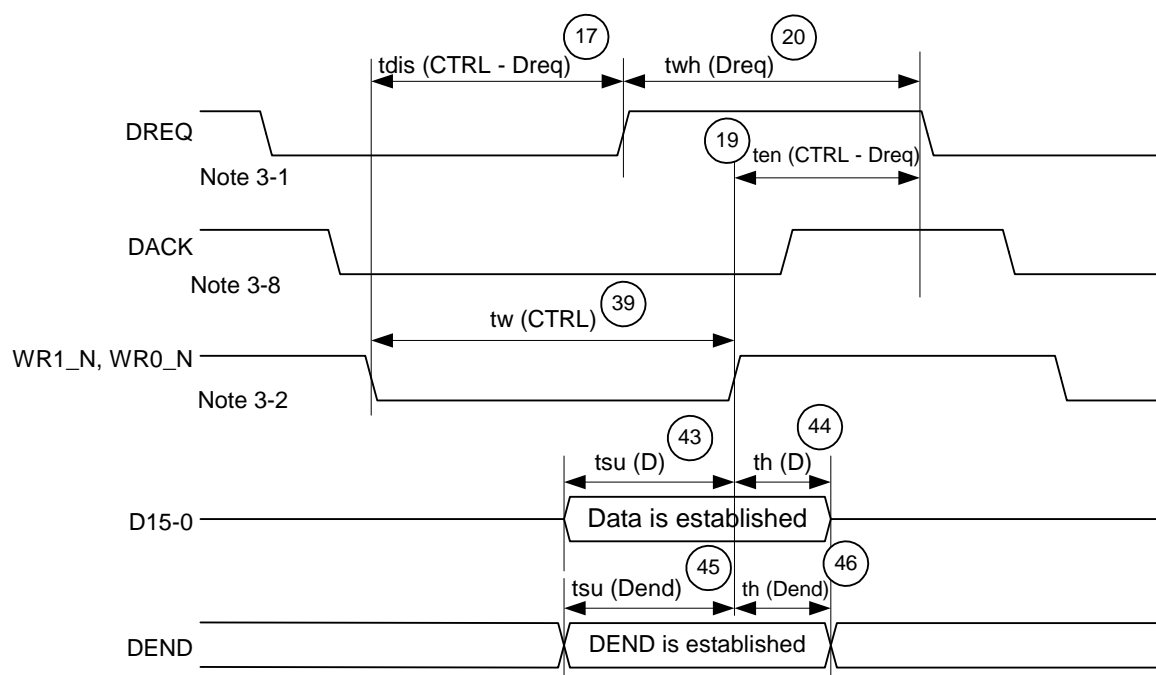 17
20
tdis (CTRL - Dreq)
twh (Dreq)
DREQ
19
ten (CTRL - Dreq)
Note 3-1
DACK
Note 3-8
39
tw (CTRL)
WR1_N, WR0_N
Note 3-2
43
44
tsu (D)
th (D)
D15-0
Data is established
45
46
tsu (Dend)
th (Dend)
DEND
DEND is established